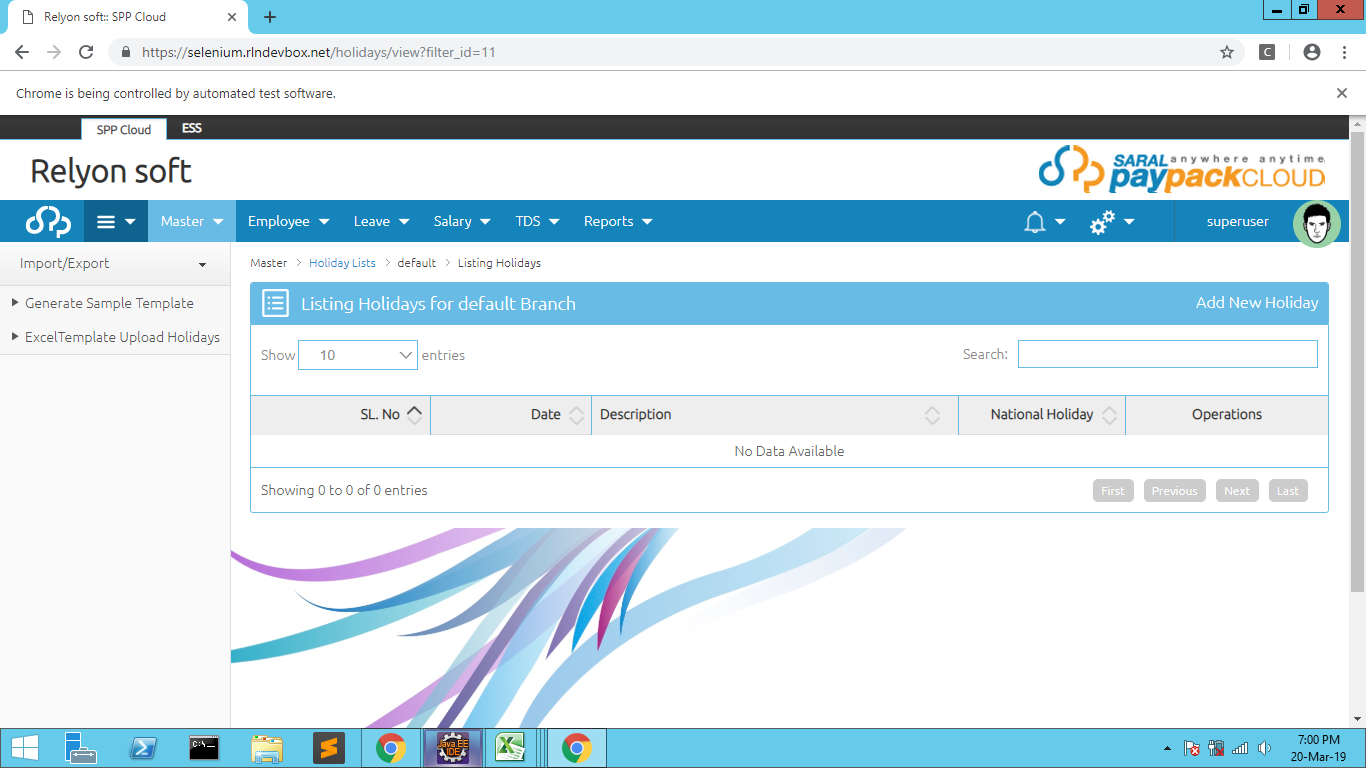 Relyon soft:: SPP Cloud
https://selenium.rlndevbox.net/holidays/view?filter_id=11
C
Chrome is being controlled by automated test software.
SPP Cloud ESS
Relyon soft
SARAL anywhere anytime
paypackCLOUD
Master Employee Leave Salary TDS Reports superuser
Import/Export
Generate Sample Template
ExcelTemplate Upload Holidays
Master > Holiday Lists > default > Listing Holidays
Listing Holidays for default Branch Add New Holiday
Show 10 entries Search:
SL. No Date Description National Holiday Operations
No Data Available
Showing 0 to 0 of 0 entries First Previous Next Last
C:\_
Java EE
IDE
7:00 PM
20-Mar-19